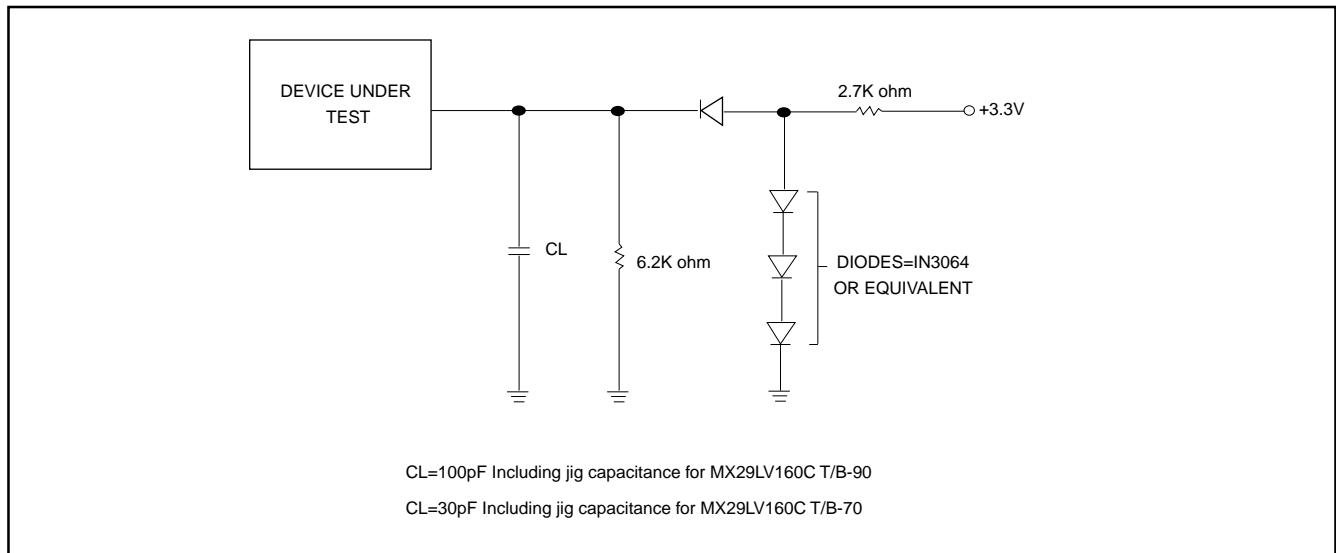 DEVICE UNDER
TEST
2.7K ohm
+3.3V
CL
6.2K ohm
DIODES=IN3064
OR EQUIVALENT
CL=100pF Including jig capacitance for MX29LV160C T/B-90
CL=30pF Including jig capacitance for MX29LV160C T/B-70